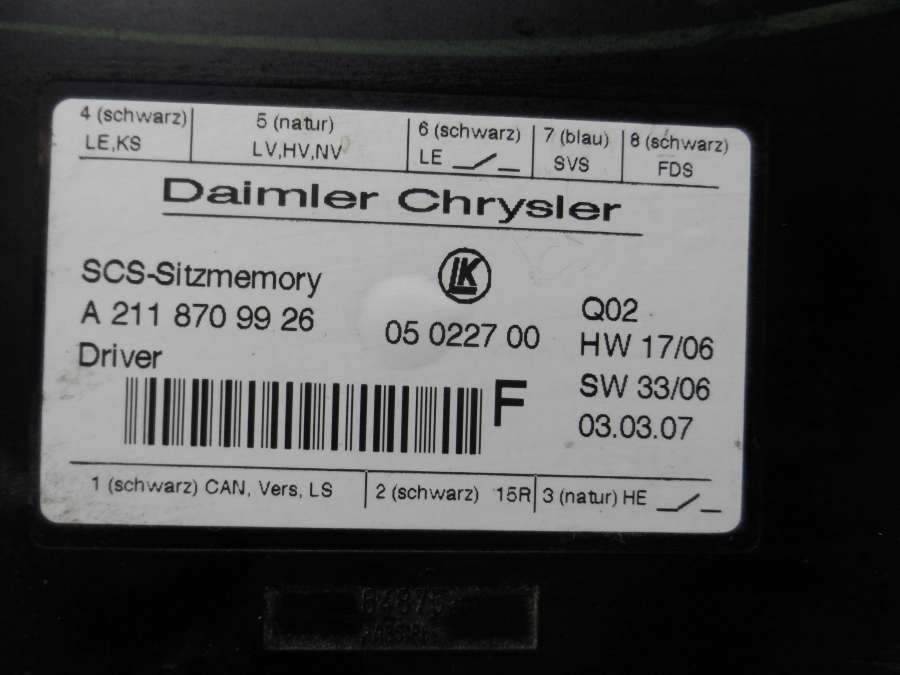 4 (schwarz) 5 (natur) 6 (schwarz) 7 (blau) 8 (schwarz)
LE,KS LV,HV,NV LE SVS FDS
Daimler Chrysler
SCS-Sitzmemory LK
A 211 870 99 26 05 0227 00 Q02
Driver HW 17/06
F SW 33/06
03.03.07
1 (schwarz) CAN, Vers, LS 2 (schwarz) 15R 3 (natur) HE